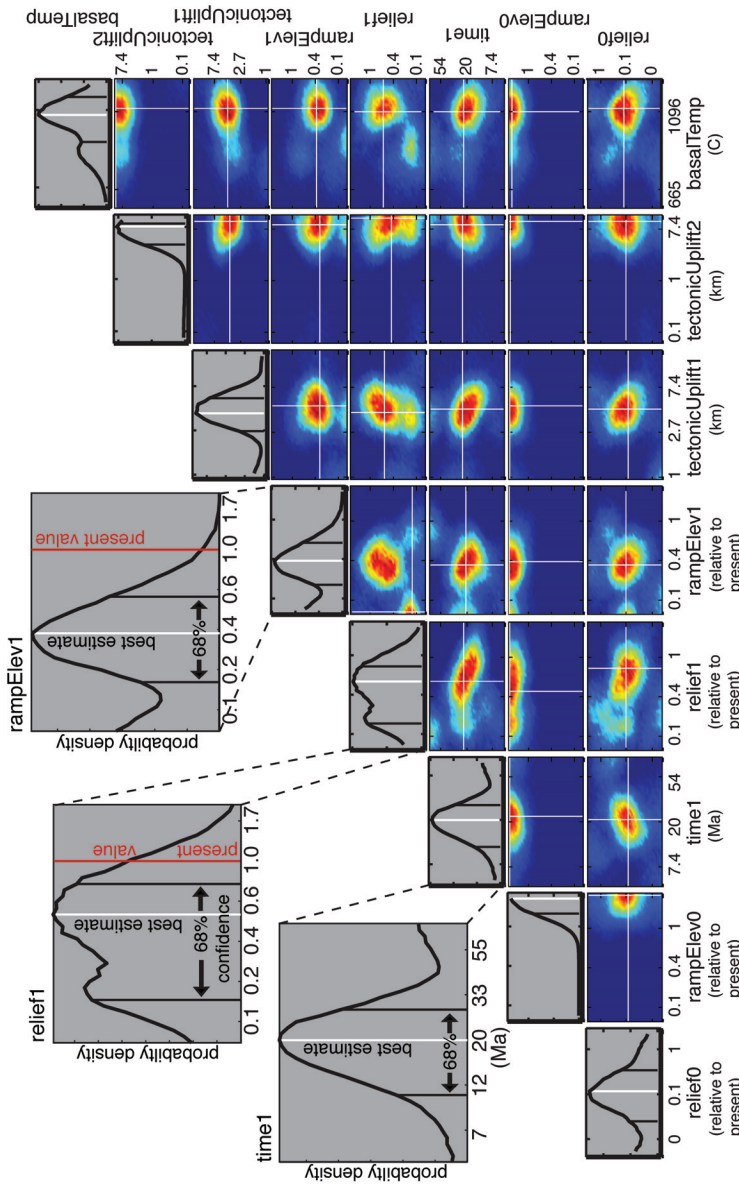 basalTemp
tectonicUplift2
tectonicUplift1
rampElev1
relief1
time1
rampElev0
relief0
7.4
1
0.1
7.4
2.7
1
1
0.4
0.1
1
0.4
0.1
54
20
7.4
1
0.4
0.1
1
0.1
0
rampElev1
probability density
present value
best estimate
68%
0.1 0.2 0.4 0.6 1.0 1.7
relief1
probability density
present value
best estimate
68%
confidence
0.1 0.2 0.4 0.6 1.0 1.7
time1
probability density
best estimate
68%
7 12 20 33 55
(Ma)
0 0.1 1
relief0
(relative to
present)
0.1 0.4 1
rampElev0
(relative to
present)
7.4 20 54
time1
(Ma)
0.1 0.4 1
relief1
(relative to
present)
0.1 0.4 1
rampElev1
(relative to
present)
1 2.7 7.4
tectonicUplift1
(km)
0.1 1 7.4
tectonicUplift2
(km)
665 1096
basalTemp
(C)